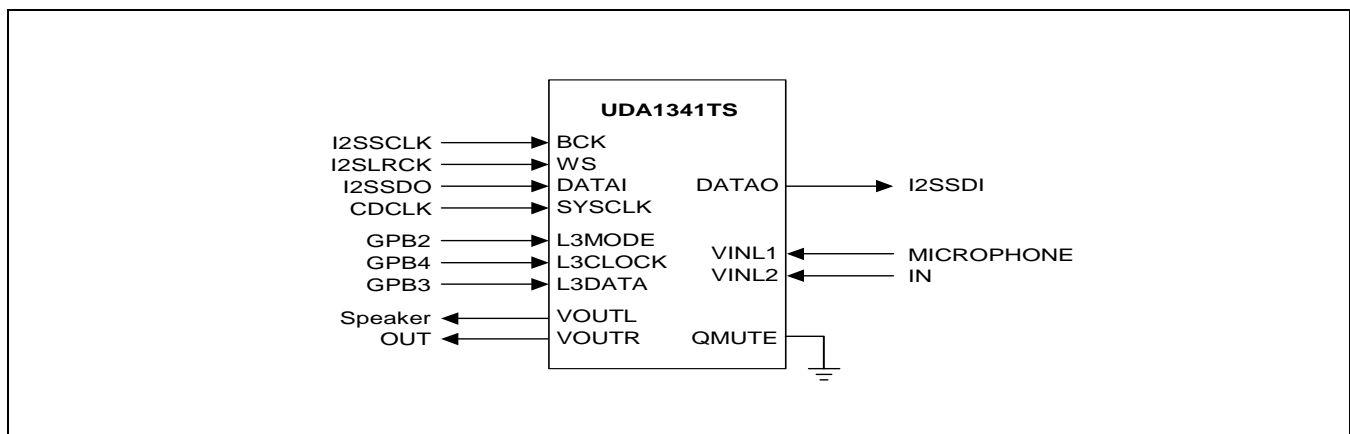 UDA1341TS
I2SSCLK BCK
I2SLRCK WS
I2SSDO DATAI DATAO I2SSDI
CDCLK SYSCLK
GPB2 L3MODE
VINL1 MICROPHONE
GPB4 L3CLOCK
VINL2 IN
GPB3 L3DATA
Speaker VOUTL
OUT VOUTR QMUTE